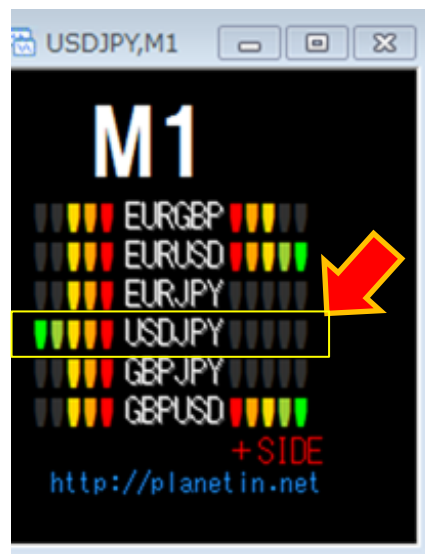 USDJPY,M1
M1
EURGBP
EURUSD
EURJPY
USDJPY
GBPJPY
GBPUSD
+SIDE
http://planetin.net